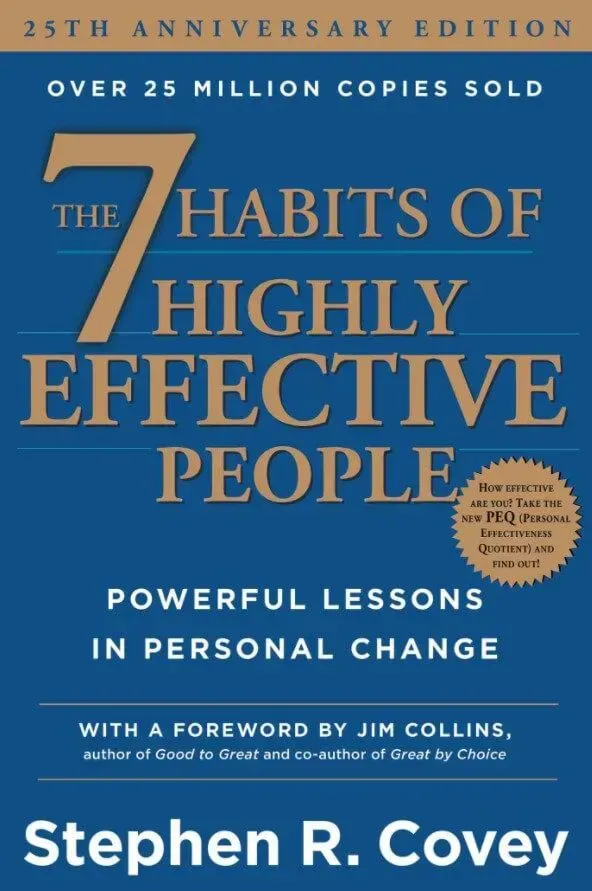 25TH ANNIVERSARY EDITION
OVER 25 MILLION COPIES SOLD
THE 7 HABITS OF
HIGHLY
EFFECTIVE
PEOPLE
HOW EFFECTIVE
ARE YOU? TAKE THE
NEW PEQ (PERSONAL
EFFECTIVENESS
QUOTIENT) AND
FIND OUT!
POWERFUL LESSONS
IN PERSONAL CHANGE
WITH A FOREWORD BY JIM COLLINS,
author of Good to Great and co-author of Great by Choice
Stephen R. Covey